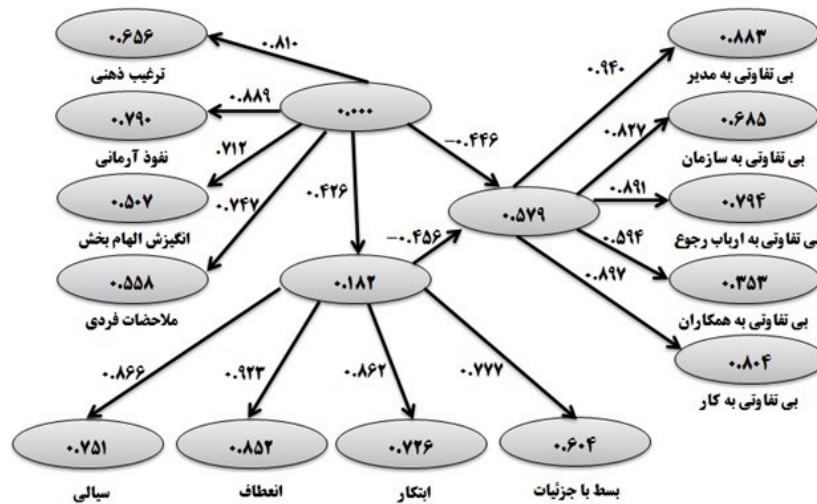 ۰.۶۵۶
ترغیب ذهنی
۰.۸۱۰
۰.۸۸۳
بی تفاوتی به مدیر
۰.۹۴۰
۰.۷۹۰
نفوذ آرمانی
۰.۸۸۹
۰.۰۰۰
۰.۶۸۵
بی تفاوتی به سازمان
۰.۸۲۷
۰.۷۱۲
−۰.۴۴۶
۰.۵۰۷
انگیزش الهام بخش
۰.۷۴۷
۰.۴۲۶
۰.۵۷۹
۰.۸۹۱
۰.۷۹۴
بی تفاوتی به ارباب رجوع
۰.۵۵۸
ملاحضات فردی
۰.۱۸۲
−۰.۴۵۶
۰.۵۹۴
۰.۳۵۳
بی تفاوتی به همکاران
۰.۸۹۷
۰.۸۰۴
بی تفاوتی به کار
۰.۸۶۶
۰.۹۲۳
۰.۸۶۲
۰.۷۷۷
۰.۷۵۱
سیالی
۰.۸۵۲
انعطاف
۰.۷۲۶
ابتکار
۰.۶۰۴
بسط با جزئیات